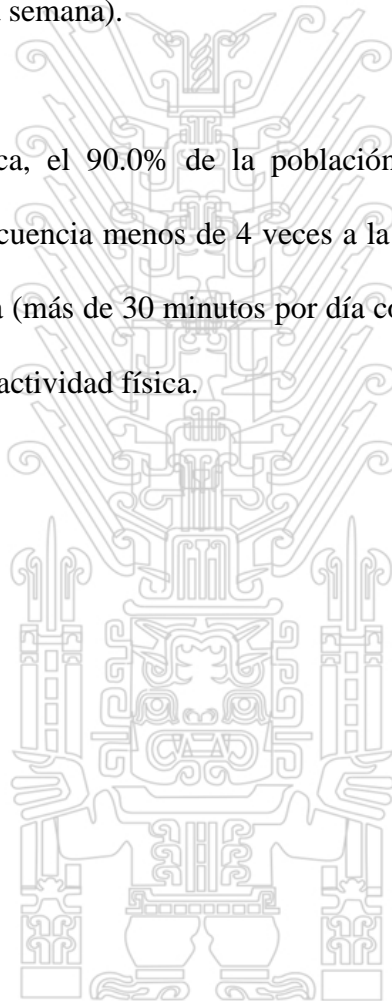 semana).
ca, el 90.0% de la población
cuencia menos de 4 veces a la
(más de 30 minutos por día
actividad física.